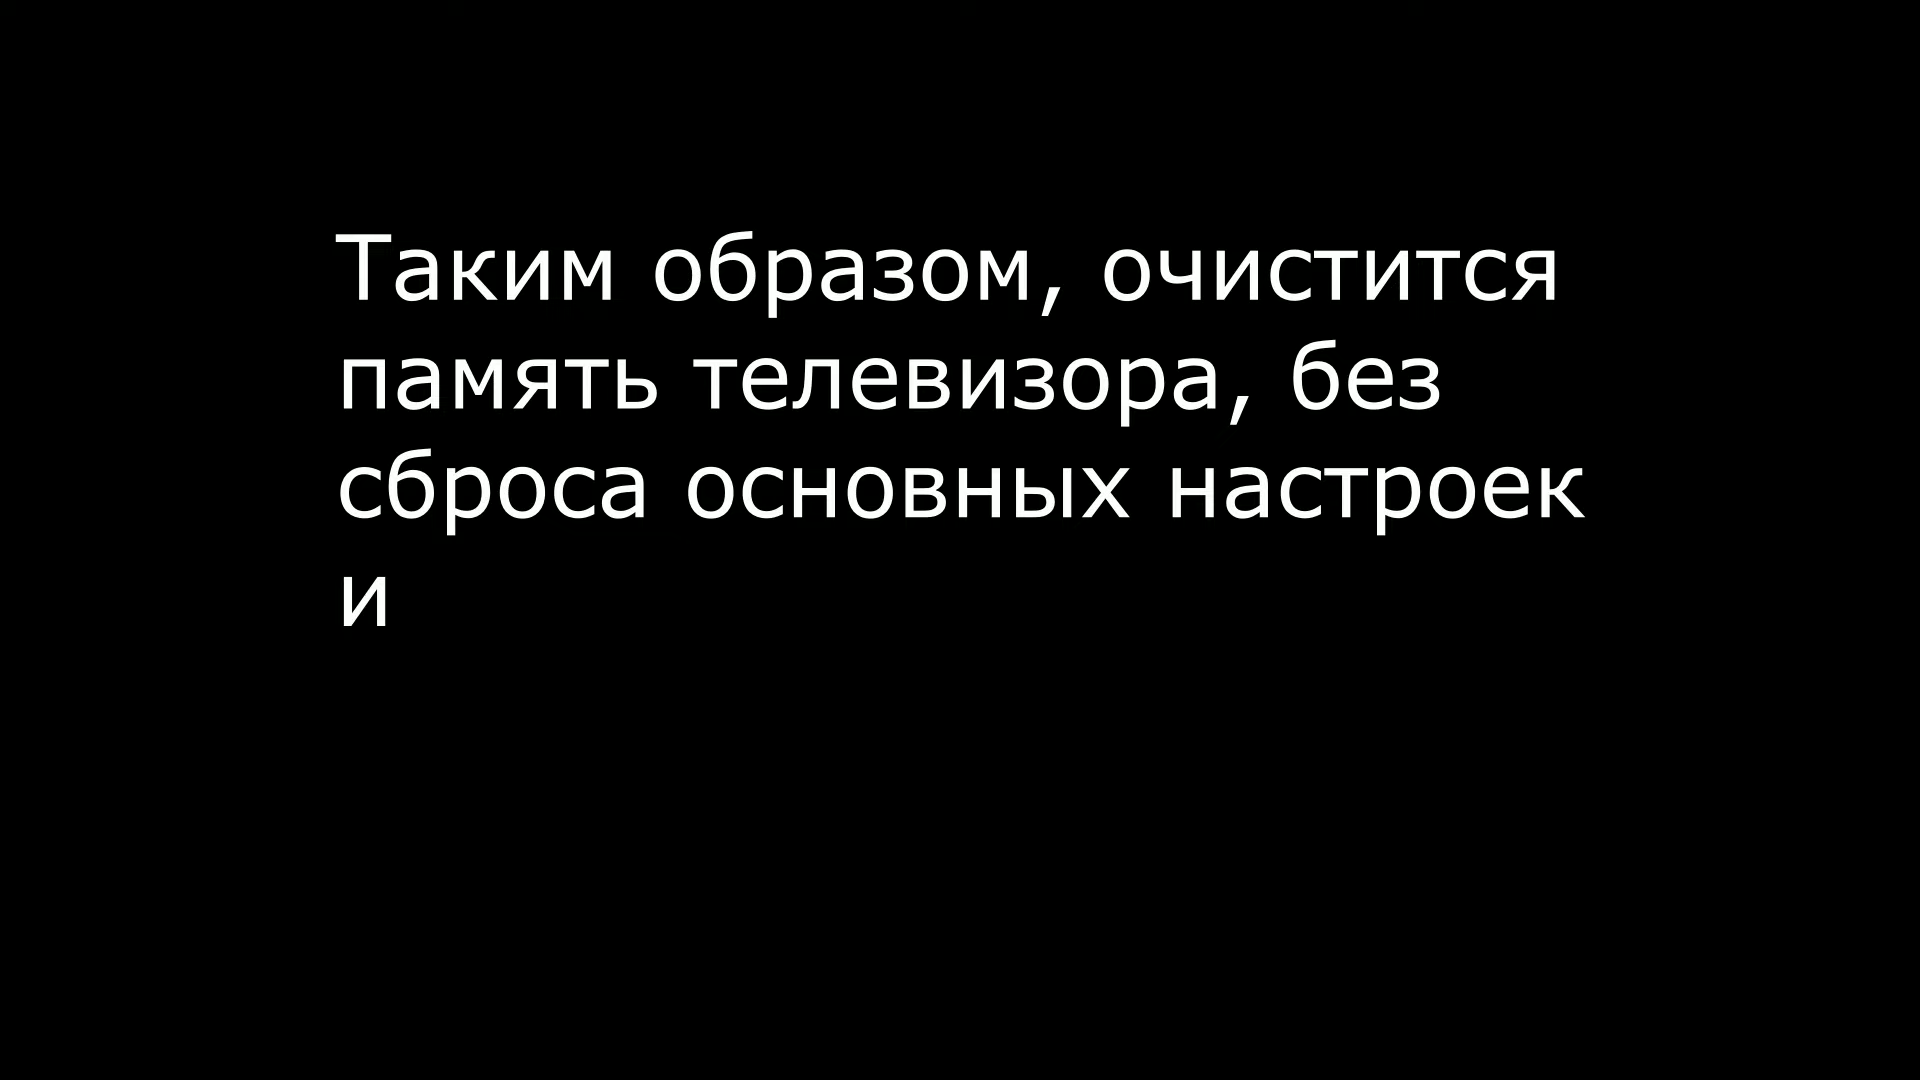 Таким образом, очистится
память телевизора, без
сброса основных настроек
и